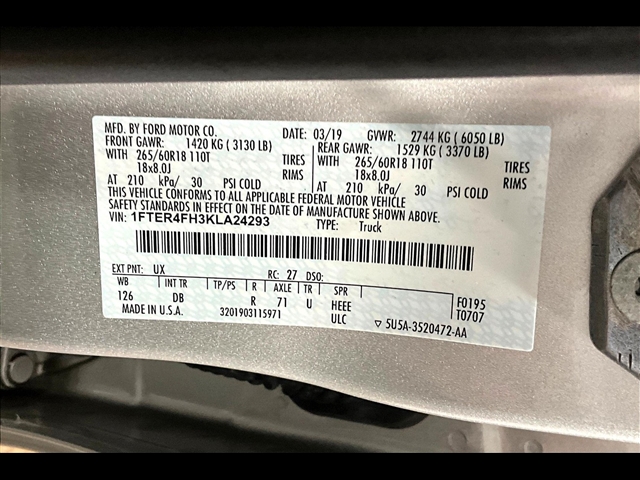 MFD. BY FORD MOTOR CO. DATE: 03/19 GVWR: 2744 KG ( 6050 LB)
FRONT GAWR: 1420 KG ( 3130 LB) REAR GAWR: 1529 KG ( 3370 LB)
WITH 265/60R18 110T TIRES WITH 265/60R18 110T TIRES
18x8.0J RIMS 18x8.0J RIMS
AT 210 kPa/ 30 PSI COLD AT 210 kPa/ 30 PSI COLD
THIS VEHICLE CONFORMS TO ALL APPLICABLE FEDERAL MOTOR VEHICLE
SAFETY STANDARDS IN EFFECT ON THE DATE OF MANUFACTURE SHOWN ABOVE.
VIN: 1FTER4FH3KLA24293 TYPE: Truck
EXT PNT: UX RC: 27 DSO:
WB INT TR TP/PS R AXLE TR SPR F0195
126 DB R 71 U HEEE T0707
MADE IN U.S.A. 3201903115971 ULC ▽ 5U5A-3520472-AA